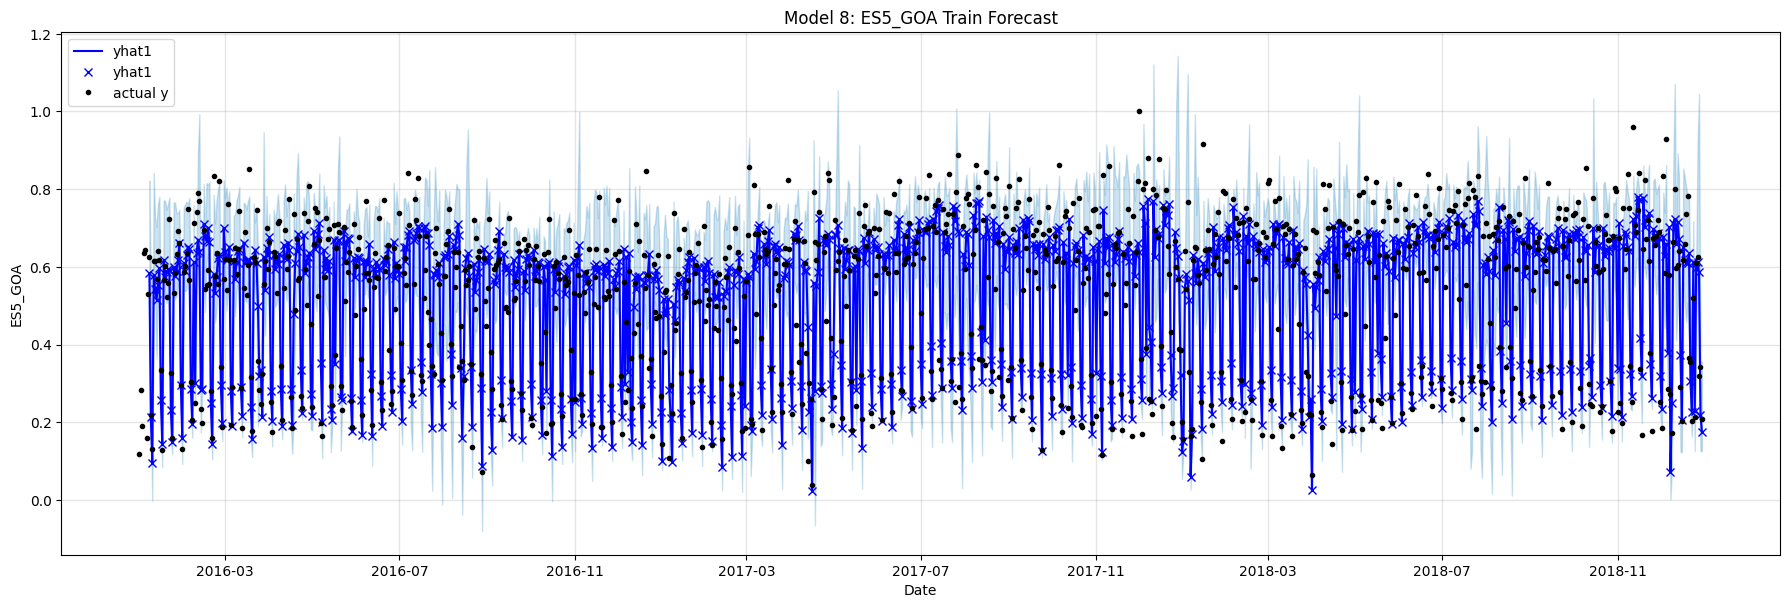 Model 8: ES5_GOA Train Forecast
yhat1
yhat1
actual y
1.2
1.0
0.8
0.6
0.4
0.2
0.0
ES5_GOA
2016-03
2016-07
2016-11
2017-03
2017-07
2017-11
2018-03
2018-07
2018-11
Date